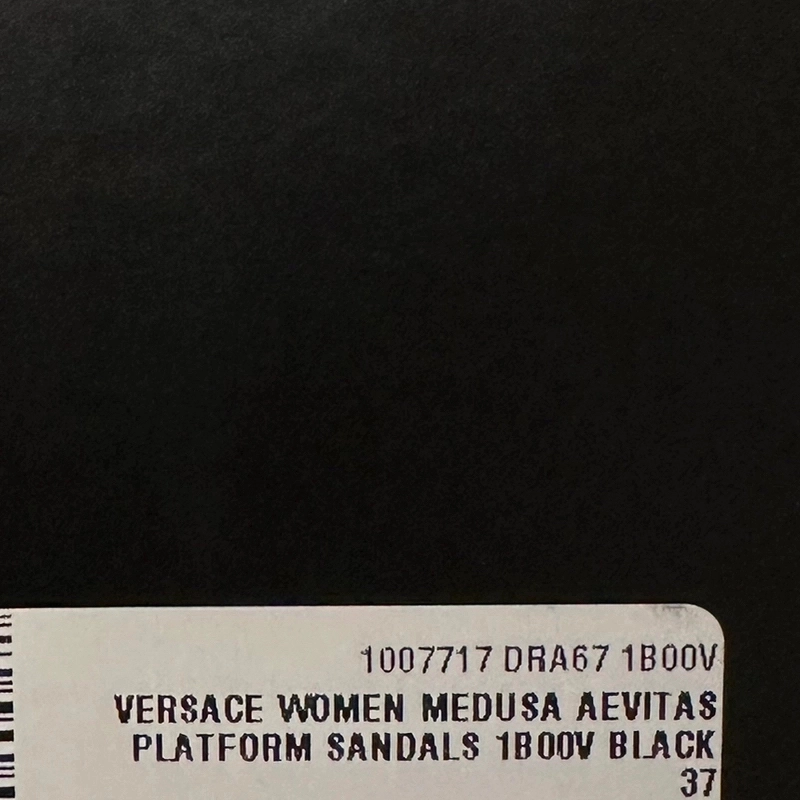 1007717 DRA67 1B00V
VERSACE WOMEN MEDUSA AEVITAS
PLATFORM SANDALS 1B00V BLACK
37